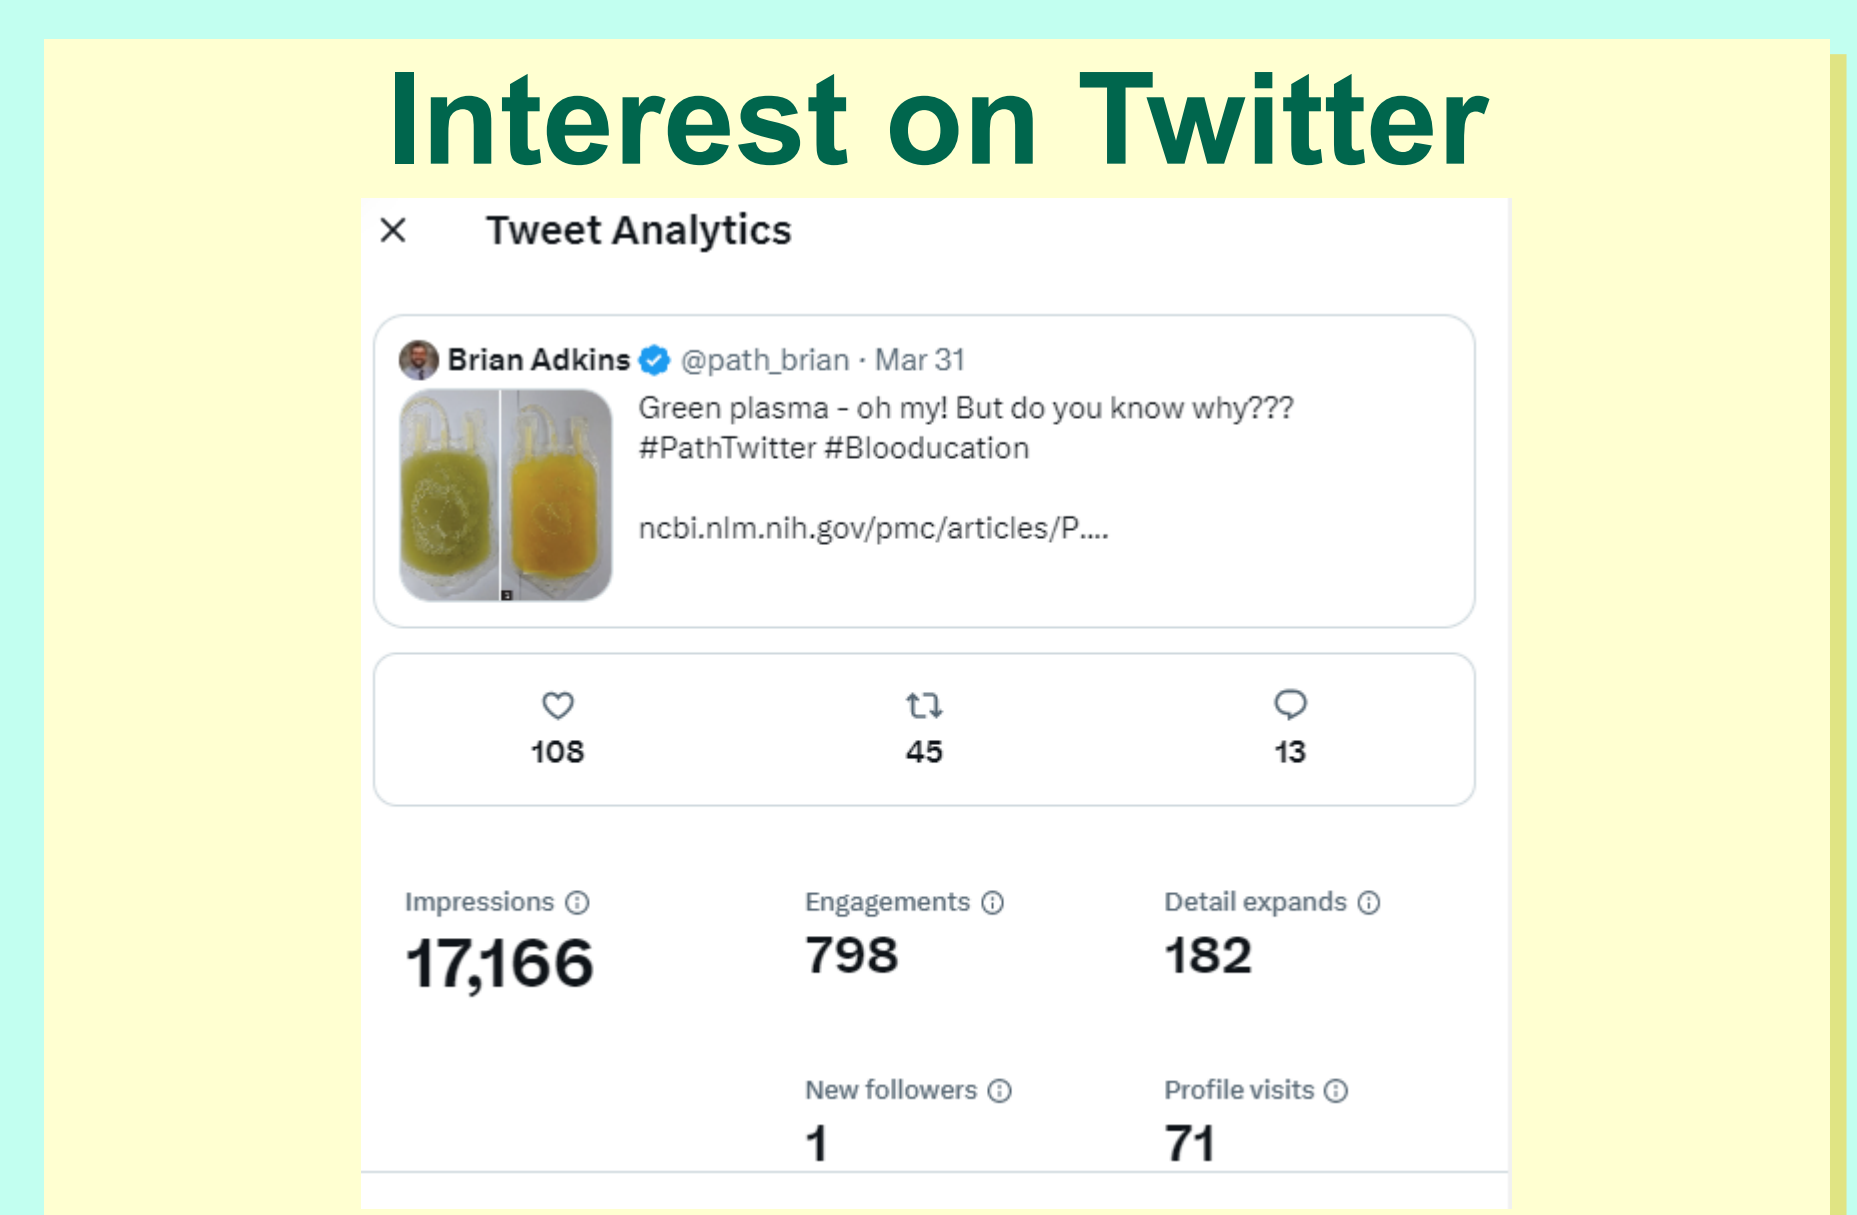 Interest on Twitter
Tweet Analytics
Brian Adkins @path_brian · Mar 31
Green plasma - oh my! But do you know why???
#PathTwitter #Blooducation
ncbi.nlm.nih.gov/pmc/articles/P....
108 45 13
Impressions Engagements Detail expands
17,166 798 182
New followers Profile visits
1 71